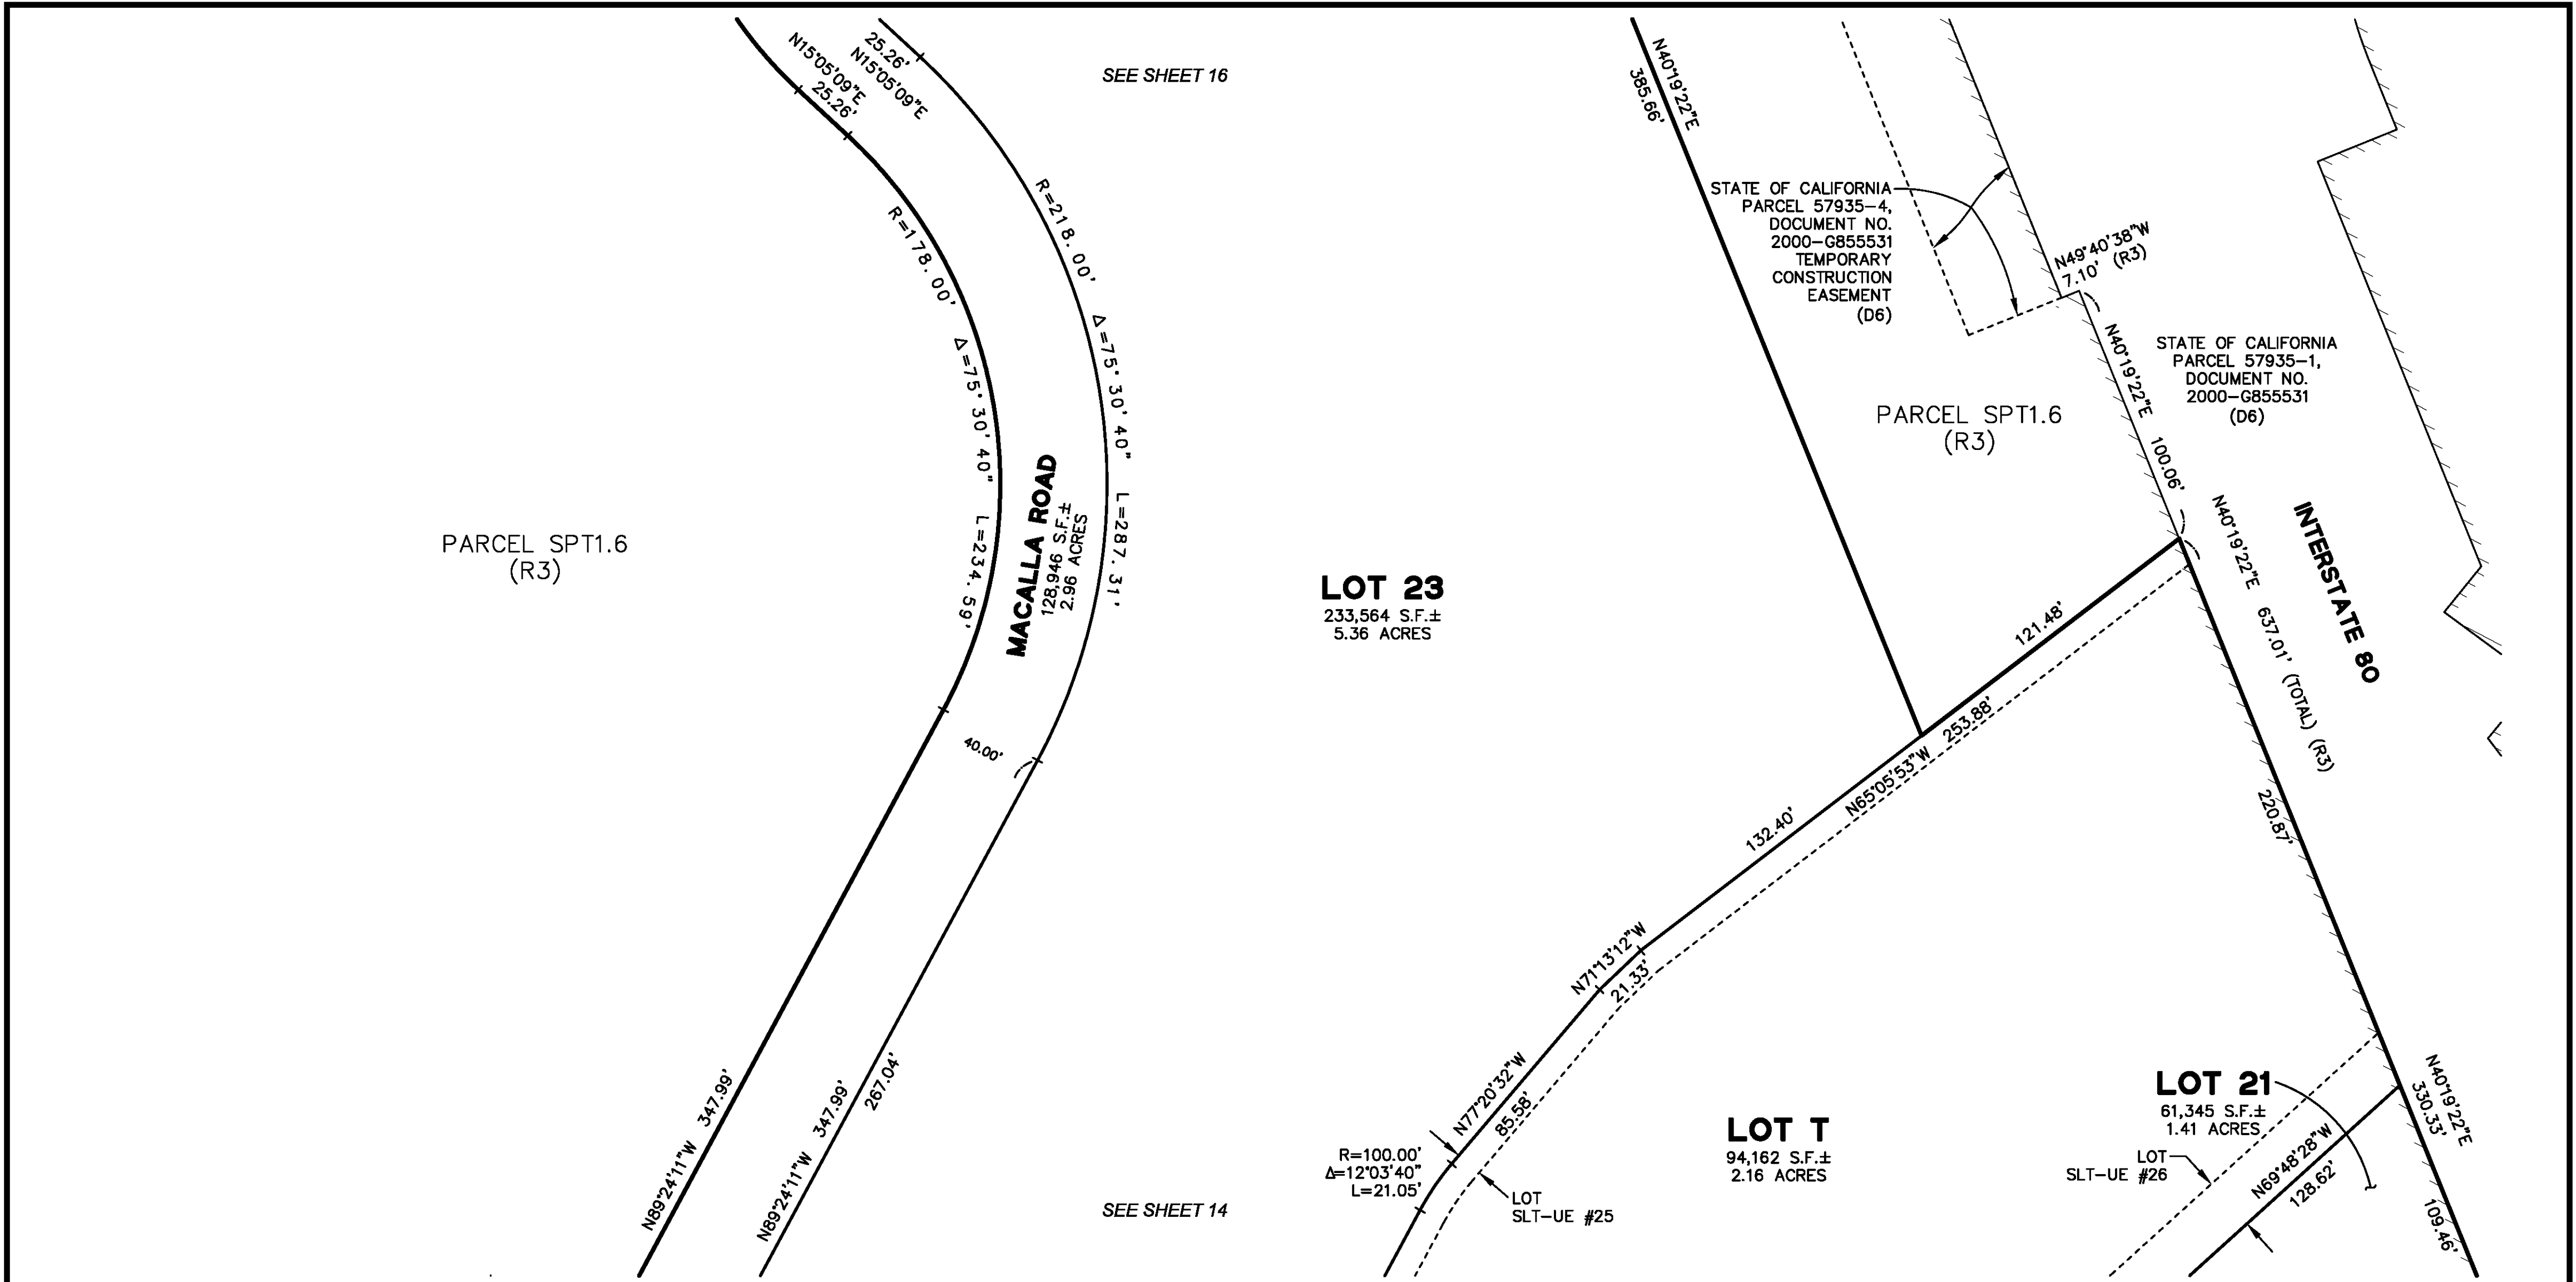 N15°05'09"E
25.26'
25.26'
N15°05'09"E
SEE SHEET 16
R=178.00' Δ=75°30'40" L=234.59'
R=218.00' Δ=75°30'40" L=287.31'
MACALLA ROAD
128,946 S.F.±
2.96 ACRES
PARCEL SPT1.6
(R3)
40.00'
N89°24'11"W 347.99'
N89°24'11"W 347.99'
267.04'
LOT 23
233,564 S.F.±
5.36 ACRES
SEE SHEET 14
N40°19'22"E
385.66'
STATE OF CALIFORNIA
PARCEL 57935-4,
DOCUMENT NO.
2000-G855531
TEMPORARY
CONSTRUCTION
EASEMENT
(D6)
N49°40'38"W
7.10' (R3)
PARCEL SPT1.6
(R3)
N40°19'22"E 100.06'
STATE OF CALIFORNIA
PARCEL 57935-1,
DOCUMENT NO.
2000-G855531
(D6)
INTERSTATE 80
N40°19'22"E 637.01' (TOTAL) (R3)
220.87'
121.48'
N65°05'53"W 253.88'
132.40'
N71°13'12"W
21.33'
N77°20'32"W
85.58'
R=100.00'
Δ=12°03'40"
L=21.05'
LOT
SLT-UE #25
LOT T
94,162 S.F.±
2.16 ACRES
LOT 21
61,345 S.F.±
1.41 ACRES
LOT
SLT-UE #26
N69°48'28"W
128.62'
N40°19'22"E
330.33'
109.46'